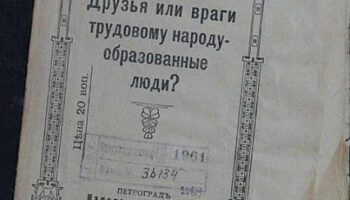 Друзья или враги
трудовому народу-
образованные
люди?
Цѣна 20 коп.
1961
36134
ПЕТРОГРАДЪ